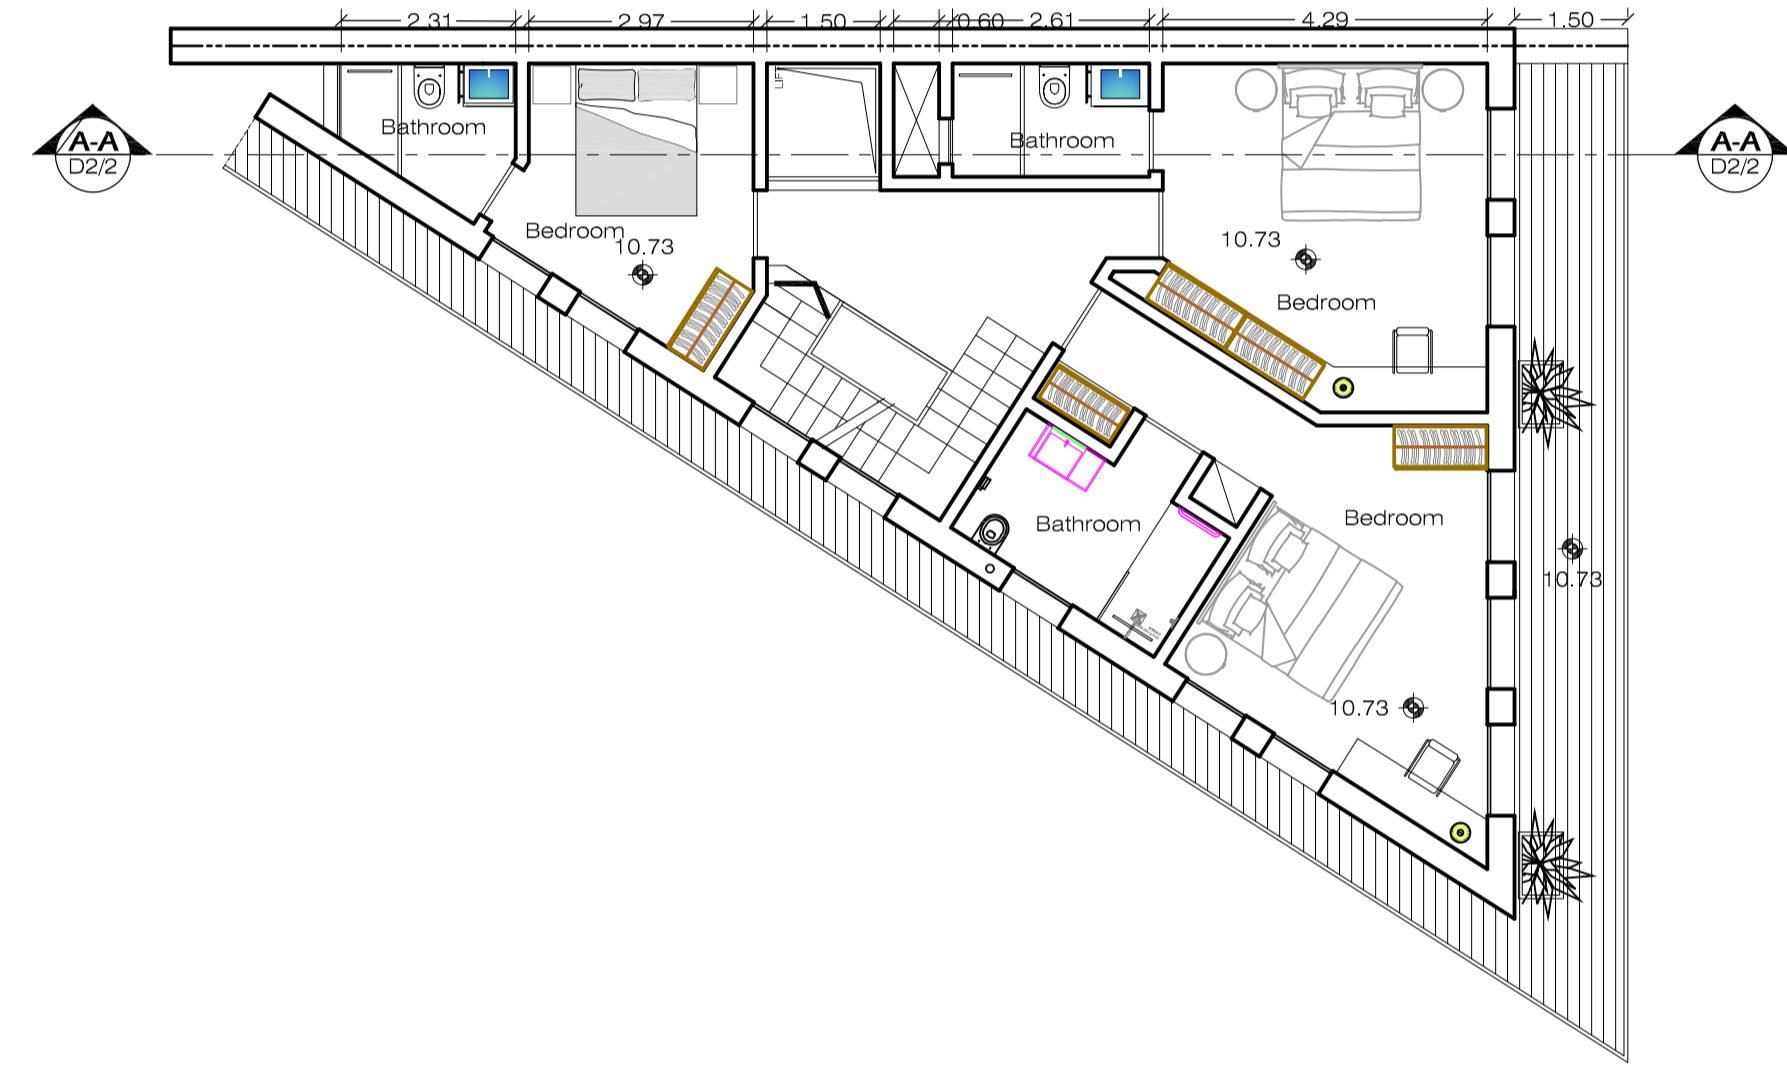 2.31
2.97
1.50
0.60
2.61
4.29
1.50
LIFT
A-A
D2/2
Bathroom
Bathroom
A-A
D2/2
Bedroom
10.73
10.73
Bedroom
Bathroom
Bedroom
10.73
10.73